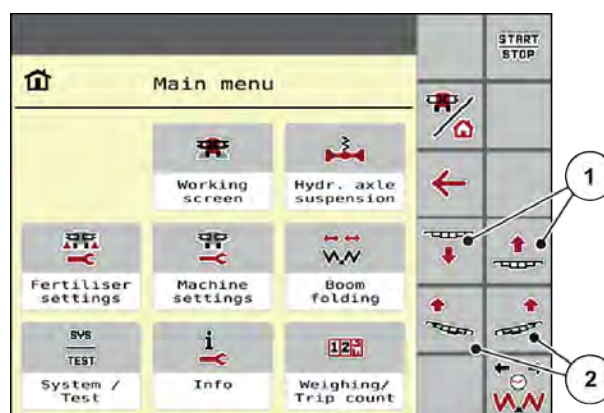 START
STOP
Main menu
Working
screen
Hydr. axle
suspension
1
Fertiliser
settings
Machine
settings
Boom
folding
SYS
TEST
System /
Test
i
Info
123
Weighing/
Trip count
2